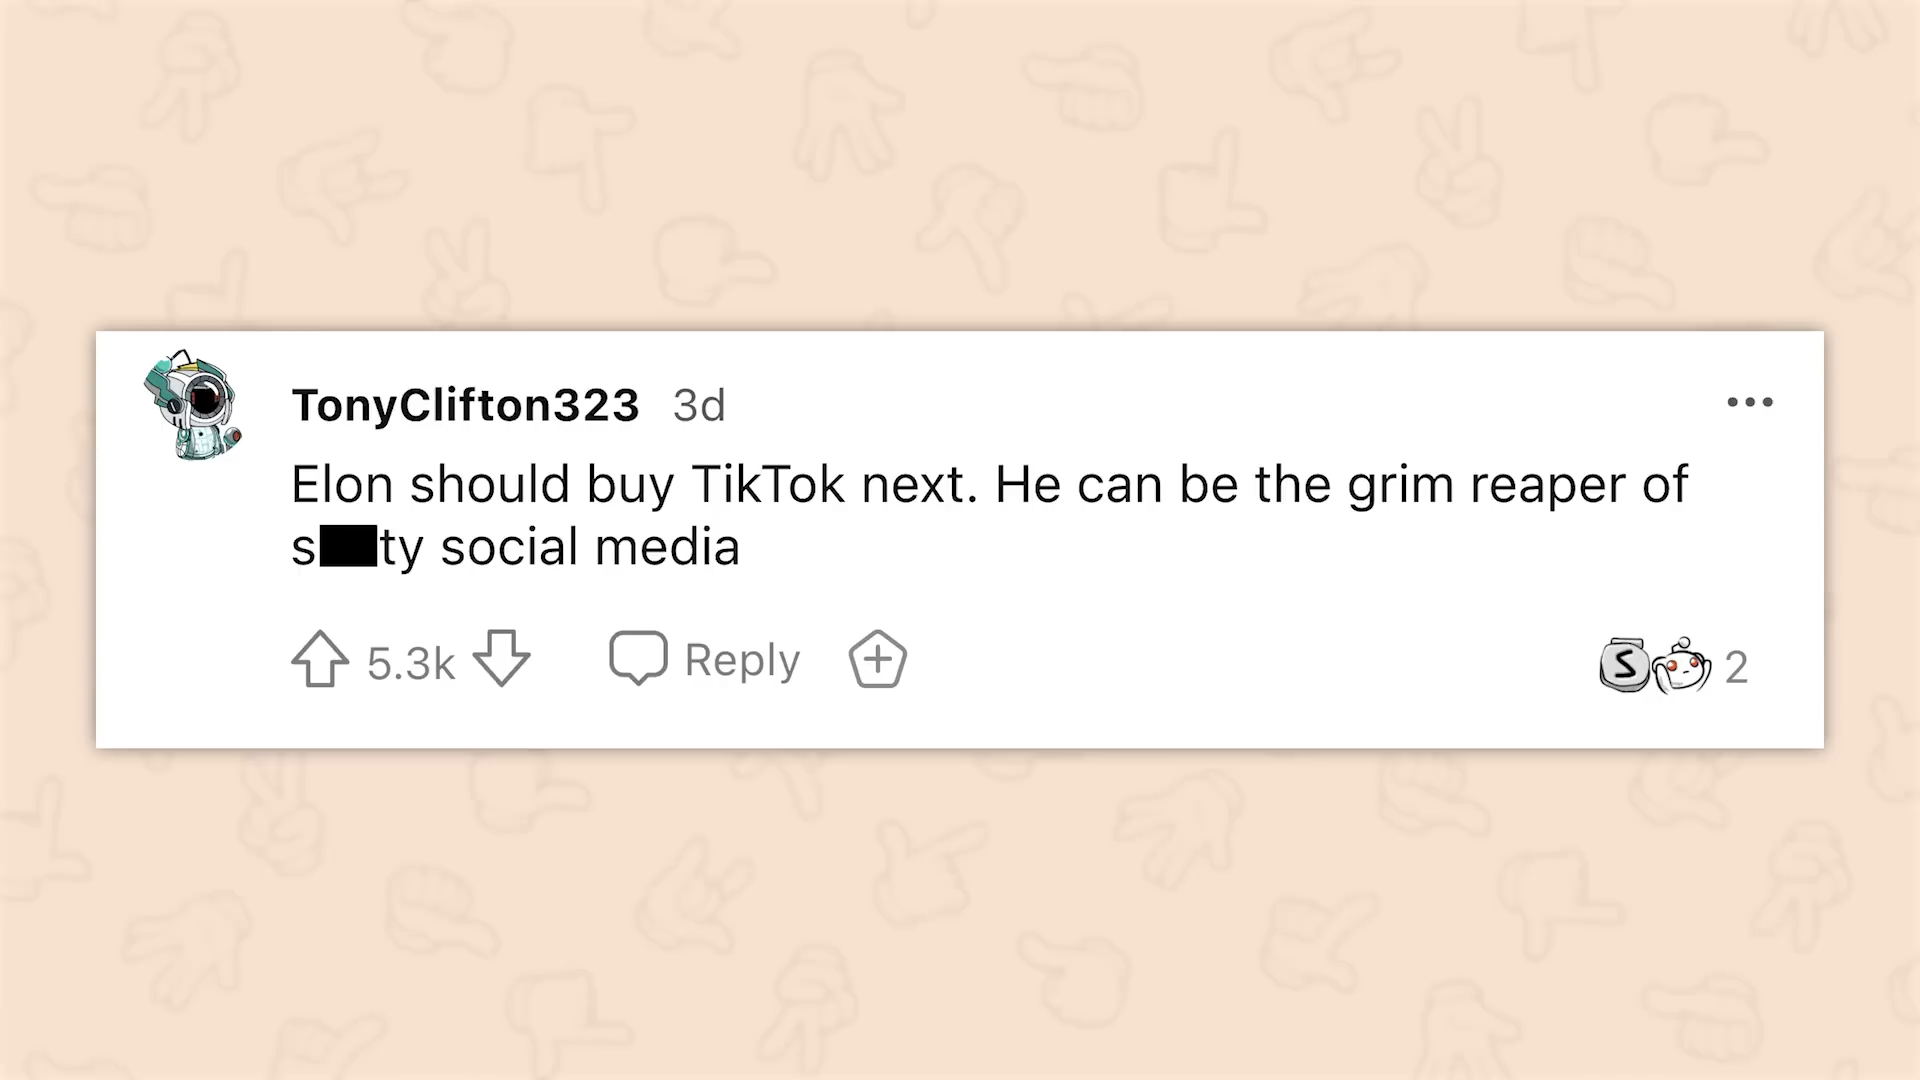 TonyClifton323 3d
Elon should buy TikTok next. He can be the grim reaper of
s██ty social media
5.3k Reply S 2